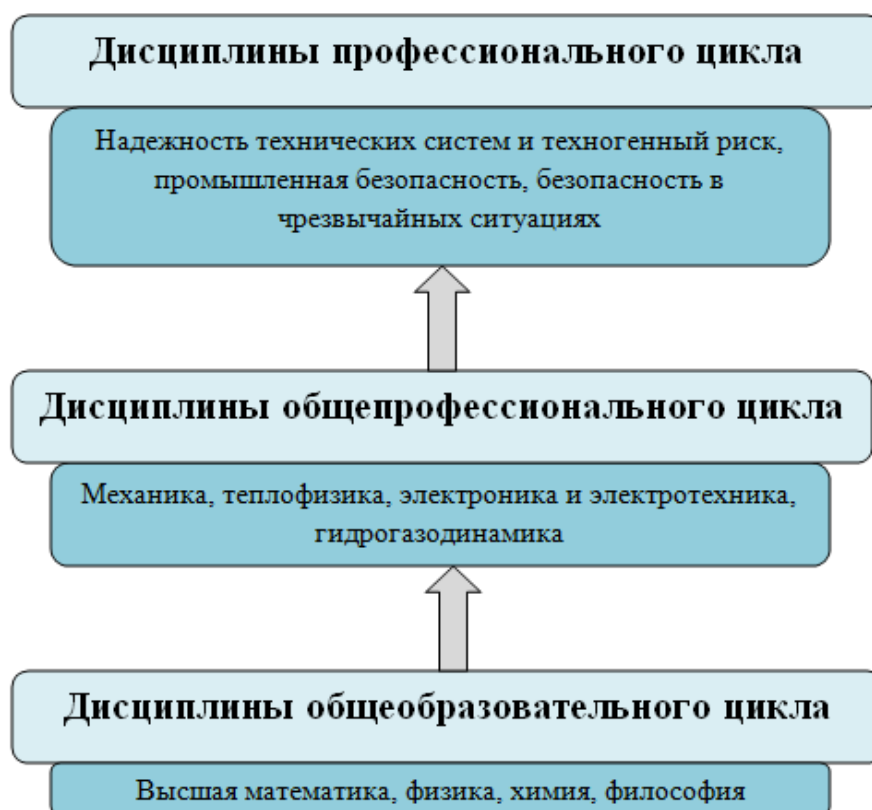 Дисциплины профессионального цикла
Надежность технических систем и техногенный риск,
промышленная безопасность, безопасность в
чрезвычайных ситуациях
Дисциплины общепрофессионального цикла
Механика, теплофизика, электроника и электротехника,
гидрогазодинамика
Дисциплины общеобразовательного цикла
Высшая математика, физика, химия, философия